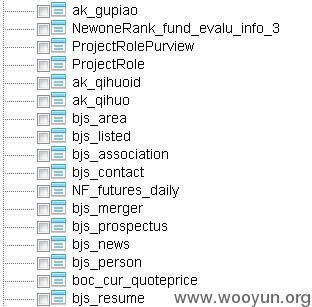 ak_gupiao
NewoneRank_fund_evalu_info_3
ProjectRolePurview
ProjectRole
ak_qihuoid
ak_qihuo
bjs_area
bjs_listed
bjs_association
bjs_contact
NF_futures_daily
bjs_merger
bjs_prospectus
bjs_news
bjs_person
boc_cur_quoteprice
bjs_resume
www.wooyun.org